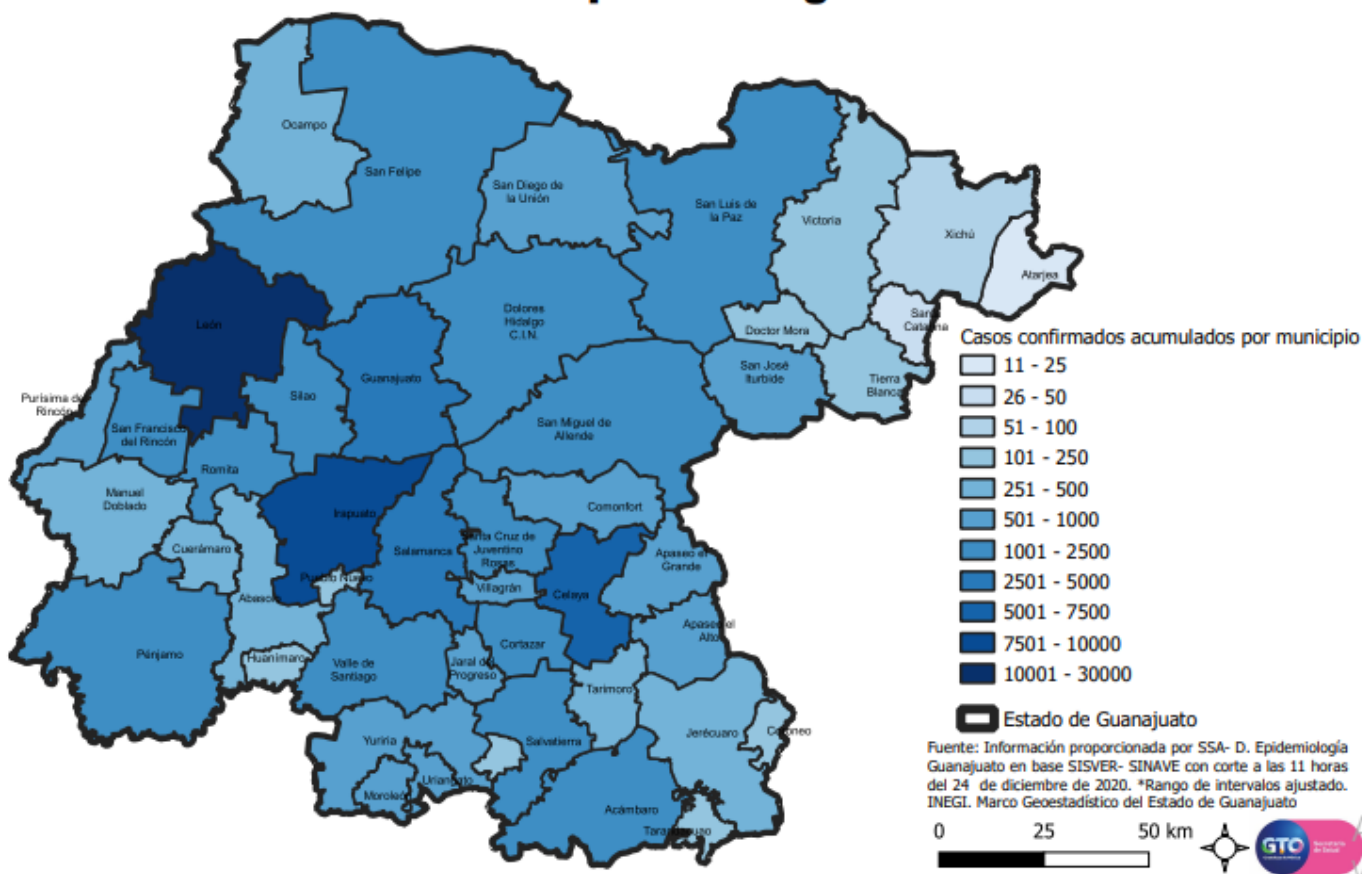 Ocampo
San Felipe
San Diego de
la Unión
San Luis de
la Paz
Victoria
Xichú
Atarjea
León
Dolores
Hidalgo
C.I.N.
Doctor Mora
Santa
Catarina
Guanajuato
San José
Iturbide
Tierra
Blanca
Silao
Purísima del
Rincón
San Francisco
del Rincón
San Miguel de
Allende
Romita
Manuel
Doblado
Irapuato
Comonfort
Cuerámaro
Salamanca
Santa Cruz de
Juventino
Rosas
Apaseo el
Grande
Pueblo Nuevo
Villagrán
Celaya
Abasolo
Apaseo el
Alto
Pénjamo
Huanímaro
Valle de
Santiago
Jaral del
Progreso
Cortazar
Tarimoro
Jerécuaro
Coroneo
Yuriria
Salvatierra
Uriangato
Moroleón
Acámbaro
Tarandacuao
Casos confirmados acumulados por municipio
11 - 25
26 - 50
51 - 100
101 - 250
251 - 500
501 - 1000
1001 - 2500
2501 - 5000
5001 - 7500
7501 - 10000
10001 - 30000
Estado de Guanajuato
Fuente: Información proporcionada por SSA- D. Epidemiología
Guanajuato en base SISVER- SINAVE con corte a las 11 horas
del 24 de diciembre de 2020. *Rango de intervalos ajustado.
INEGI. Marco Geoestadístico del Estado de Guanajuato
0 25 50 km
GTO
Secretaría
de Salud